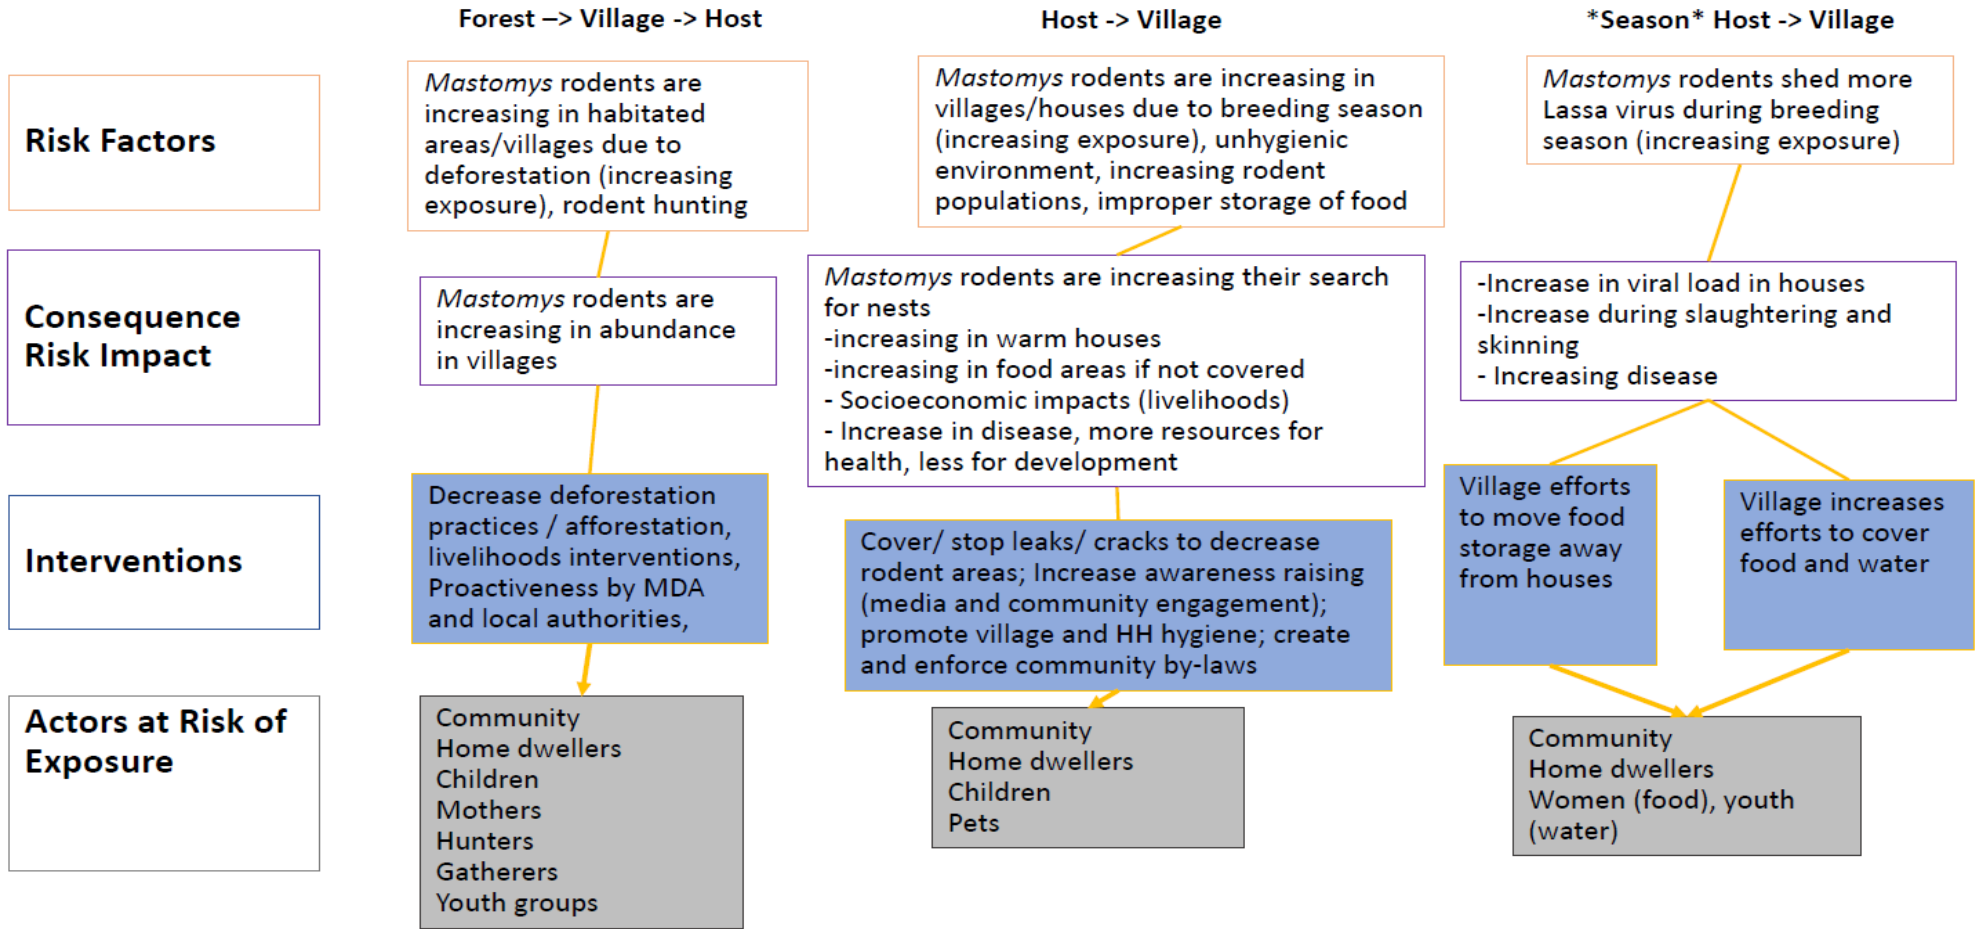 Forest –> Village -> Host
Host -> Village
*Season* Host -> Village
Risk Factors
Mastomys rodents are
increasing in habitated
areas/villages due to
deforestation (increasing
exposure), rodent hunting
Mastomys rodents are increasing in
villages/houses due to breeding season
(increasing exposure), unhygienic
environment, increasing rodent
populations, improper storage of food
Mastomys rodents shed more
Lassa virus during breeding
season (increasing exposure)
Consequence
Risk Impact
Mastomys rodents are
increasing in abundance
in villages
Mastomys rodents are increasing their search
for nests
-increasing in warm houses
-increasing in food areas if not covered
- Socioeconomic impacts (livelihoods)
- Increase in disease, more resources for
health, less for development
-Increase in viral load in houses
-Increase during slaughtering and
skinning
- Increasing disease
Interventions
Decrease deforestation
practices / afforestation,
livelihoods interventions,
Proactiveness by MDA
and local authorities,
Cover/ stop leaks/ cracks to decrease
rodent areas; Increase awareness raising
(media and community engagement);
promote village and HH hygiene; create
and enforce community by-laws
Village efforts
to move food
storage away
from houses
Village increases
efforts to cover
food and water
Actors at Risk of
Exposure
Community
Home dwellers
Children
Mothers
Hunters
Gatherers
Youth groups
Community
Home dwellers
Children
Pets
Community
Home dwellers
Women (food), youth
(water)